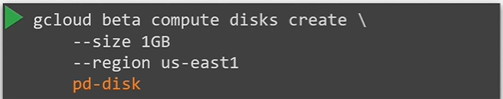 gcloud beta compute disks create \
--size 1GB
--region us-east1
pd-disk